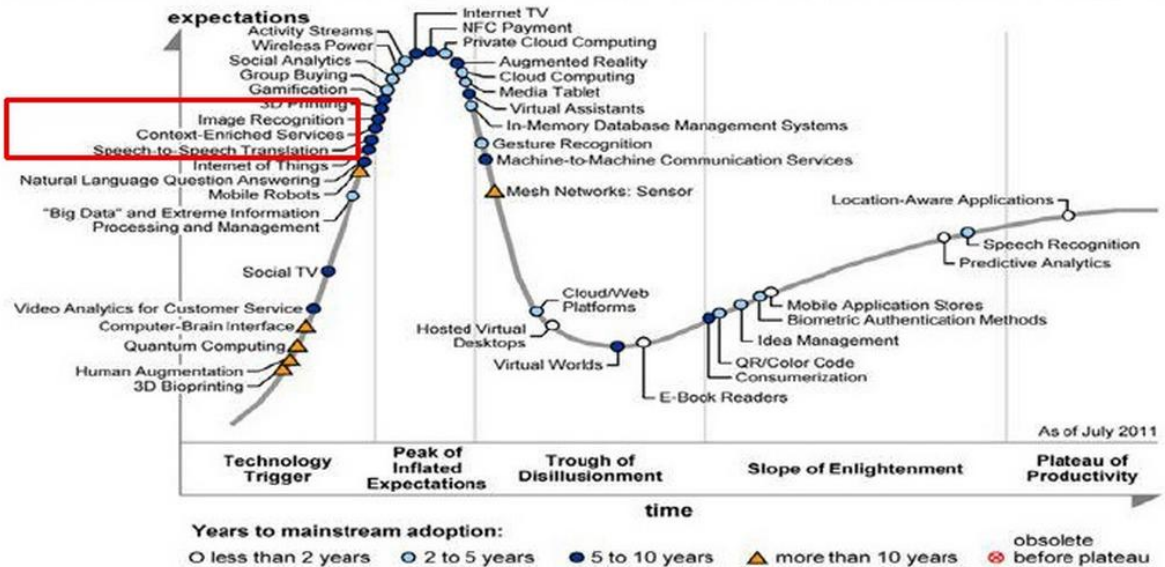 expectations
Activity Streams
Wireless Power
Social Analytics
Group Buying
Gamification
3D Printing
Image Recognition
Context-Enriched Services
Speech-to-Speech Translation
Internet of Things
Natural Language Question Answering
Mobile Robots
"Big Data" and Extreme Information
Processing and Management
Social TV
Video Analytics for Customer Service
Computer-Brain Interface
Quantum Computing
Human Augmentation
3D Bioprinting
Internet TV
NFC Payment
Private Cloud Computing
Augmented Reality
Cloud Computing
Media Tablet
Virtual Assistants
In-Memory Database Management Systems
Gesture Recognition
Machine-to-Machine Communication Services
Mesh Networks: Sensor
Cloud/Web
Platforms
Hosted Virtual
Desktops
Virtual Worlds
E-Book Readers
Location-Aware Applications
Speech Recognition
Predictive Analytics
Mobile Application Stores
Biometric Authentication Methods
Idea Management
QR/Color Code
Consumerization
As of July 2011
Technology
Trigger
Peak of
Inflated
Expectations
Trough of
Disillusionment
Slope of Enlightenment
Plateau of
Productivity
time
Years to mainstream adoption:
less than 2 years
2 to 5 years
5 to 10 years
more than 10 years
obsolete
before plateau